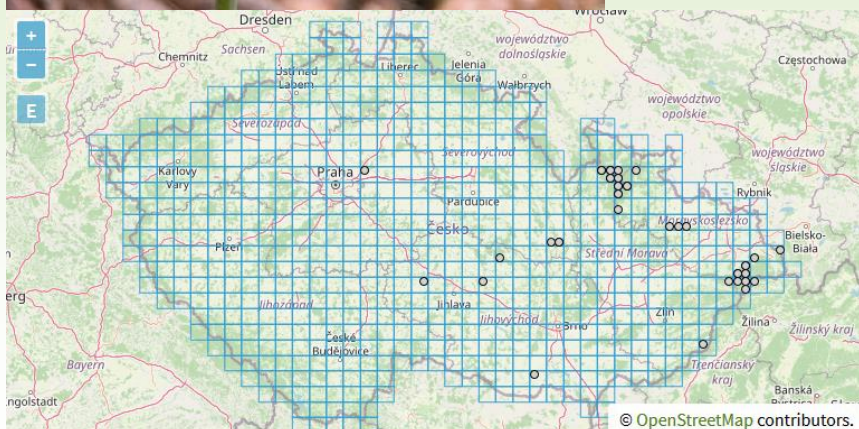 Wrocław
Dresden
województwo
dolnośląskie
+
Sachsen
Chemnitz
Liberec
Jelenia
Góra
Częstochowa
−
Ústí nad
Labem
Wałbrzych
E
województwo
opolskie
Severozápad
Karlovy
Vary
Praha
Severovýchod
województwo
śląskie
Rybnik
Pardubice
Moravskoslezsko
Česko
Plzeň
Bielsko-
Biała
Střední Morava
erg
Jihozápad
Jihlava
Jihovýchod
Brno
Zlín
Žilina
Žilinský kraj
České
Budějovice
Bayern
Trenčiansky
kraj
ngolstadt
Banská
© OpenStreetMap contributors.